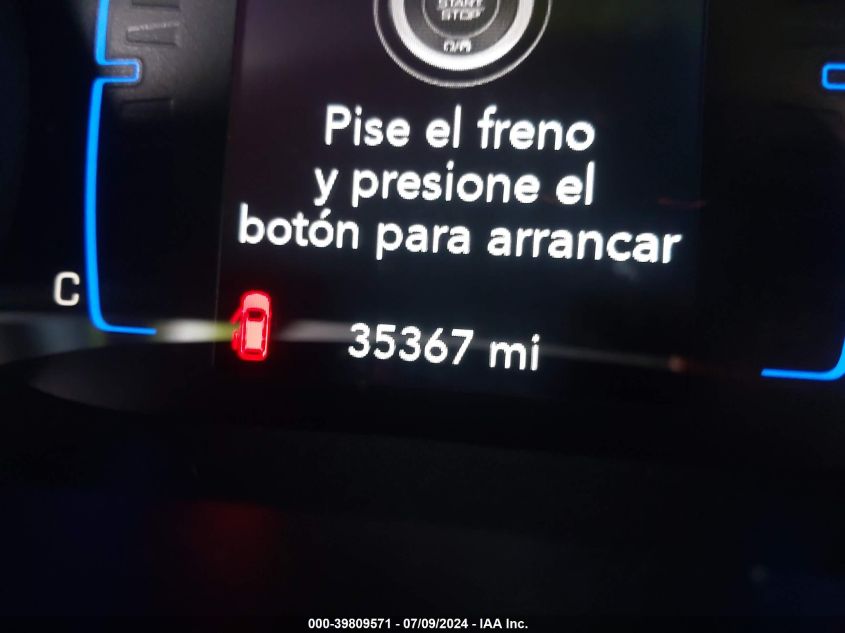 START
STOP
Pise el freno
y presione el
botón para arrancar
C
35367 mi
000-39809571 - 07/09/2024 - IAA Inc.